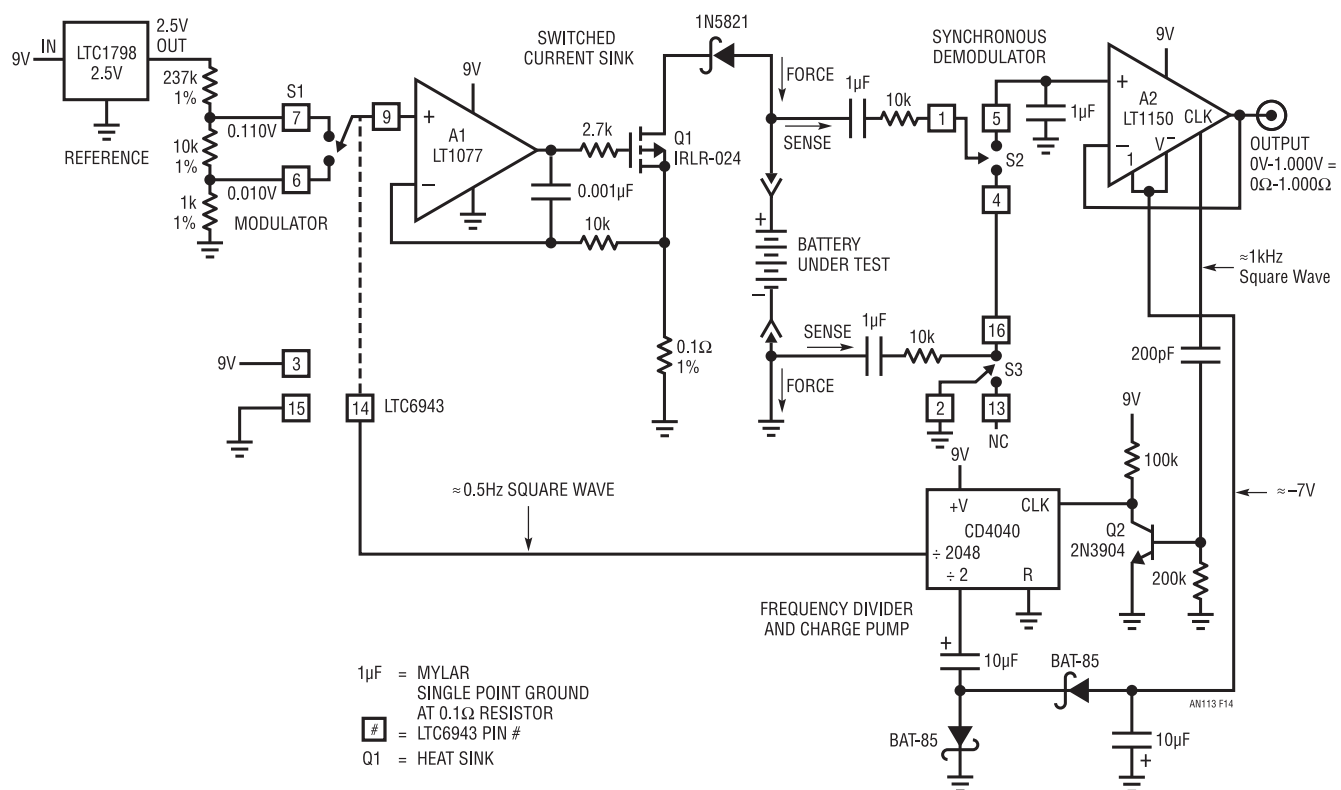 9V
IN
LTC1798
2.5V
2.5V
OUT
237k
1%
10k
1%
1k
1%
REFERENCE
0.110V
0.010V
S1
7
6
MODULATOR
9
+
–
A1
LT1077
9V
SWITCHED
CURRENT SINK
2.7k
0.001µF
10k
Q1
IRLR-024
0.1Ω
1%
1N5821
FORCE
SENSE
1µF
10k
1
+
–
BATTERY
UNDER TEST
SENSE
FORCE
1µF
10k
SYNCHRONOUS
DEMODULATOR
5
S2
4
16
S3
2
13
NC
1µF
9V
+
–
A2
LT1150
CLK
1
V–
OUTPUT
0V-1.000V =
0Ω-1.000Ω
≈1kHz
Square Wave
200pF
9V
100k
Q2
2N3904
200k
≈ –7V
9V
3
15
14
LTC6943
≈ 0.5Hz SQUARE WAVE
9V
+V
CLK
CD4040
÷ 2048
÷ 2
R
FREQUENCY DIVIDER
AND CHARGE PUMP
+
10µF
BAT-85
BAT-85
10µF
+
AN113 F14
1µF = MYLAR
SINGLE POINT GROUND
AT 0.1Ω RESISTOR
# = LTC6943 PIN #
Q1 = HEAT SINK